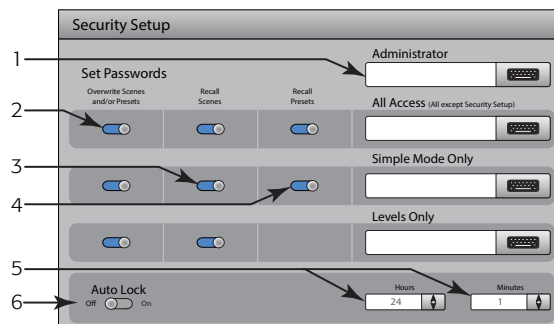 Security Setup
Administrator
1
Set Passwords
Overwrite Scenes
and/or Presets
Recall
Scenes
Recall
Presets
All Access (All except Security Setup)
2
Simple Mode Only
3
4
Levels Only
5
Auto Lock
Hours
Minutes
6
Off
On
24
1